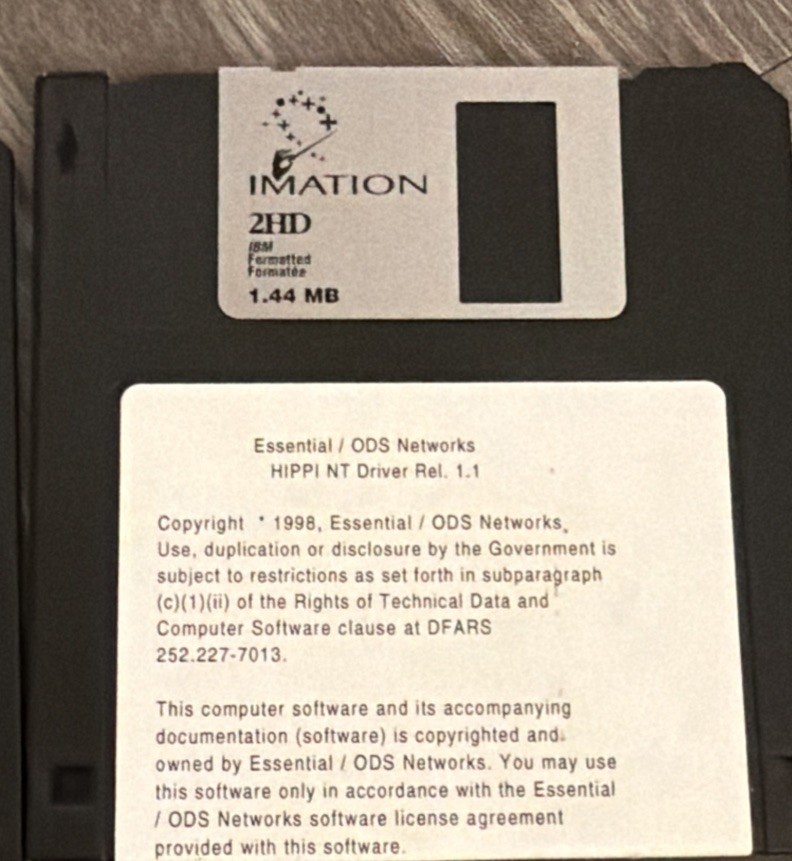 IMATION
2HD
IBM
Formatted
Formatée
1.44 MB
Essential / ODS Networks
HIPPI NT Driver Rel. 1.1
Copyright * 1998, Essential / ODS Networks.
Use, duplication or disclosure by the Government is
subject to restrictions as set forth in subparagraph
(c)(1)(ii) of the Rights of Technical Data and
Computer Software clause at DFARS
252.227-7013.
This computer software and its accompanying
documentation (software) is copyrighted and
owned by Essential / ODS Networks. You may use
this software only in accordance with the Essential
/ ODS Networks software license agreement
provided with this software.